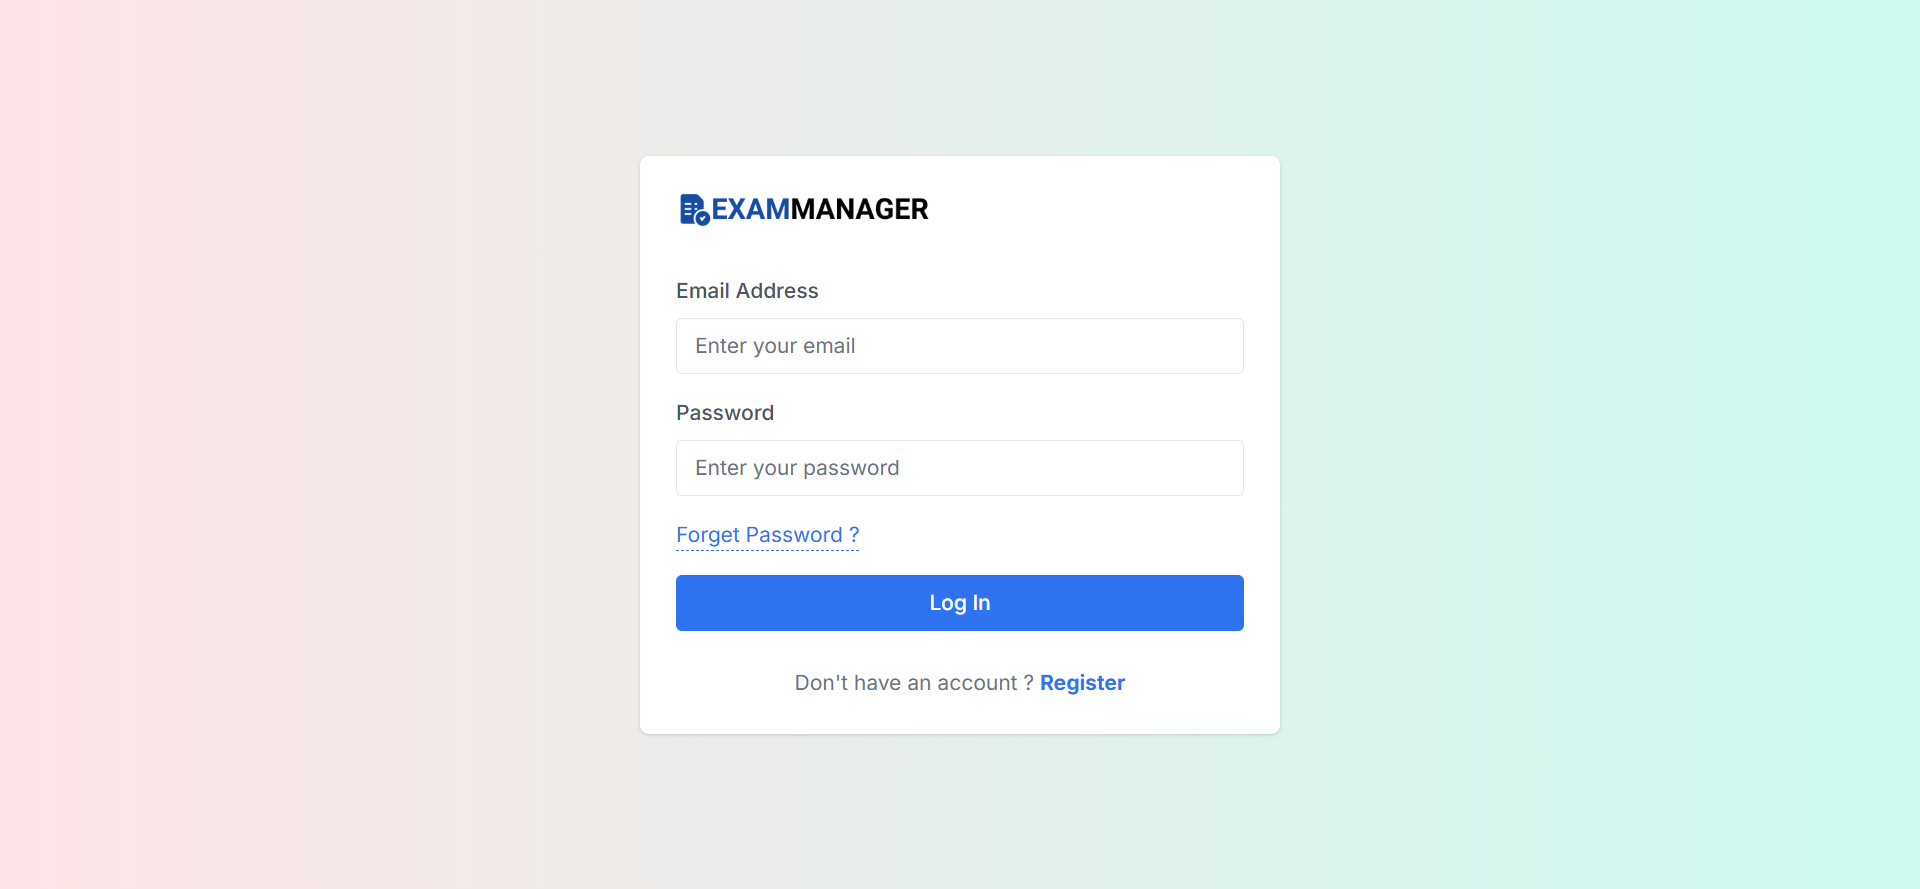 EXAMMANAGER
Email Address
Enter your email
Password
Enter your password
Forget Password ?
Log In
Don't have an account ? Register